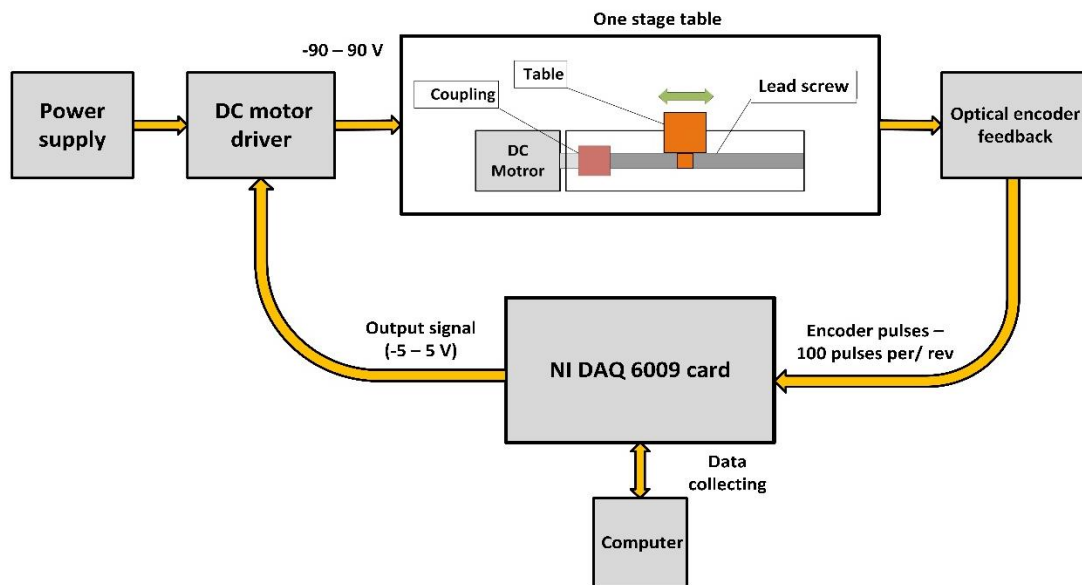 One stage table
-90 – 90 V
Power
supply
DC motor
driver
Coupling
Table
Lead screw
DC
Motror
Optical encoder
feedback
Output signal
(-5 – 5 V)
NI DAQ 6009 card
Encoder pulses –
100 pulses per/ rev
Data
collecting
Computer